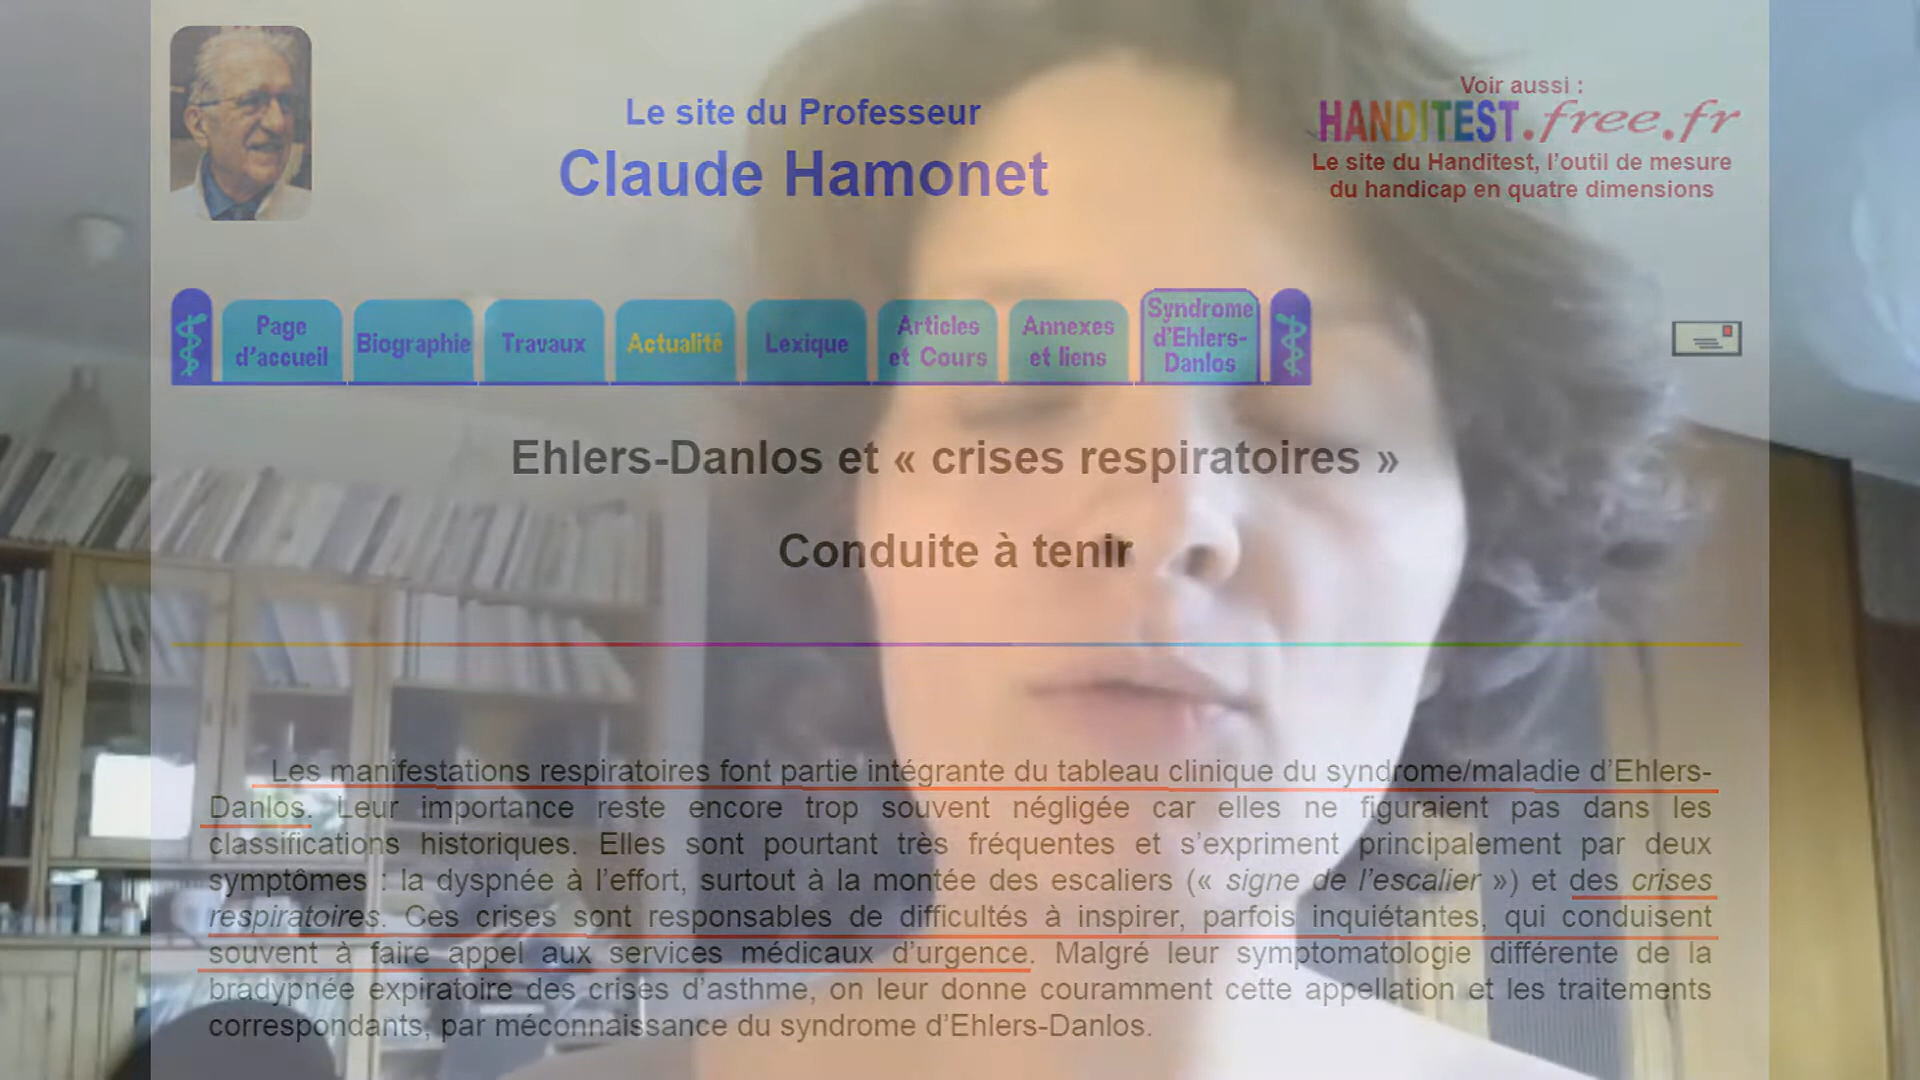 Le site du Professeur
Claude Hamonet
Voir aussi :
HANDITEST.free.fr
Le site du Handitest, l'outil de mesure
du handicap en quatre dimensions
Page d'accueil
Biographie
Travaux
Actualité
Lexique
Articles et Cours
Annexes et liens
Syndrome d'Ehlers-Danlos
Ehlers-Danlos et « crises respiratoires »
Conduite à tenir
Les manifestations respiratoires font partie intégrante du tableau clinique du syndrome/maladie d'Ehlers-
Danlos. Leur importance reste encore trop souvent négligée car elles ne figuraient pas dans les
classifications historiques. Elles sont pourtant très fréquentes et s'expriment principalement par deux
symptômes : la dyspnée à l'effort, surtout à la montée des escaliers (« signe de l'escalier ») et des crises
respiratoires. Ces crises sont responsables de difficultés à inspirer, parfois inquiétantes, qui conduisent
souvent à faire appel aux services médicaux d'urgence. Malgré leur symptomatologie différente de la
bradypnée expiratoire des crises d'asthme, on leur donne couramment cette appellation et les traitements
correspondants, par méconnaissance du syndrome d'Ehlers-Danlos.